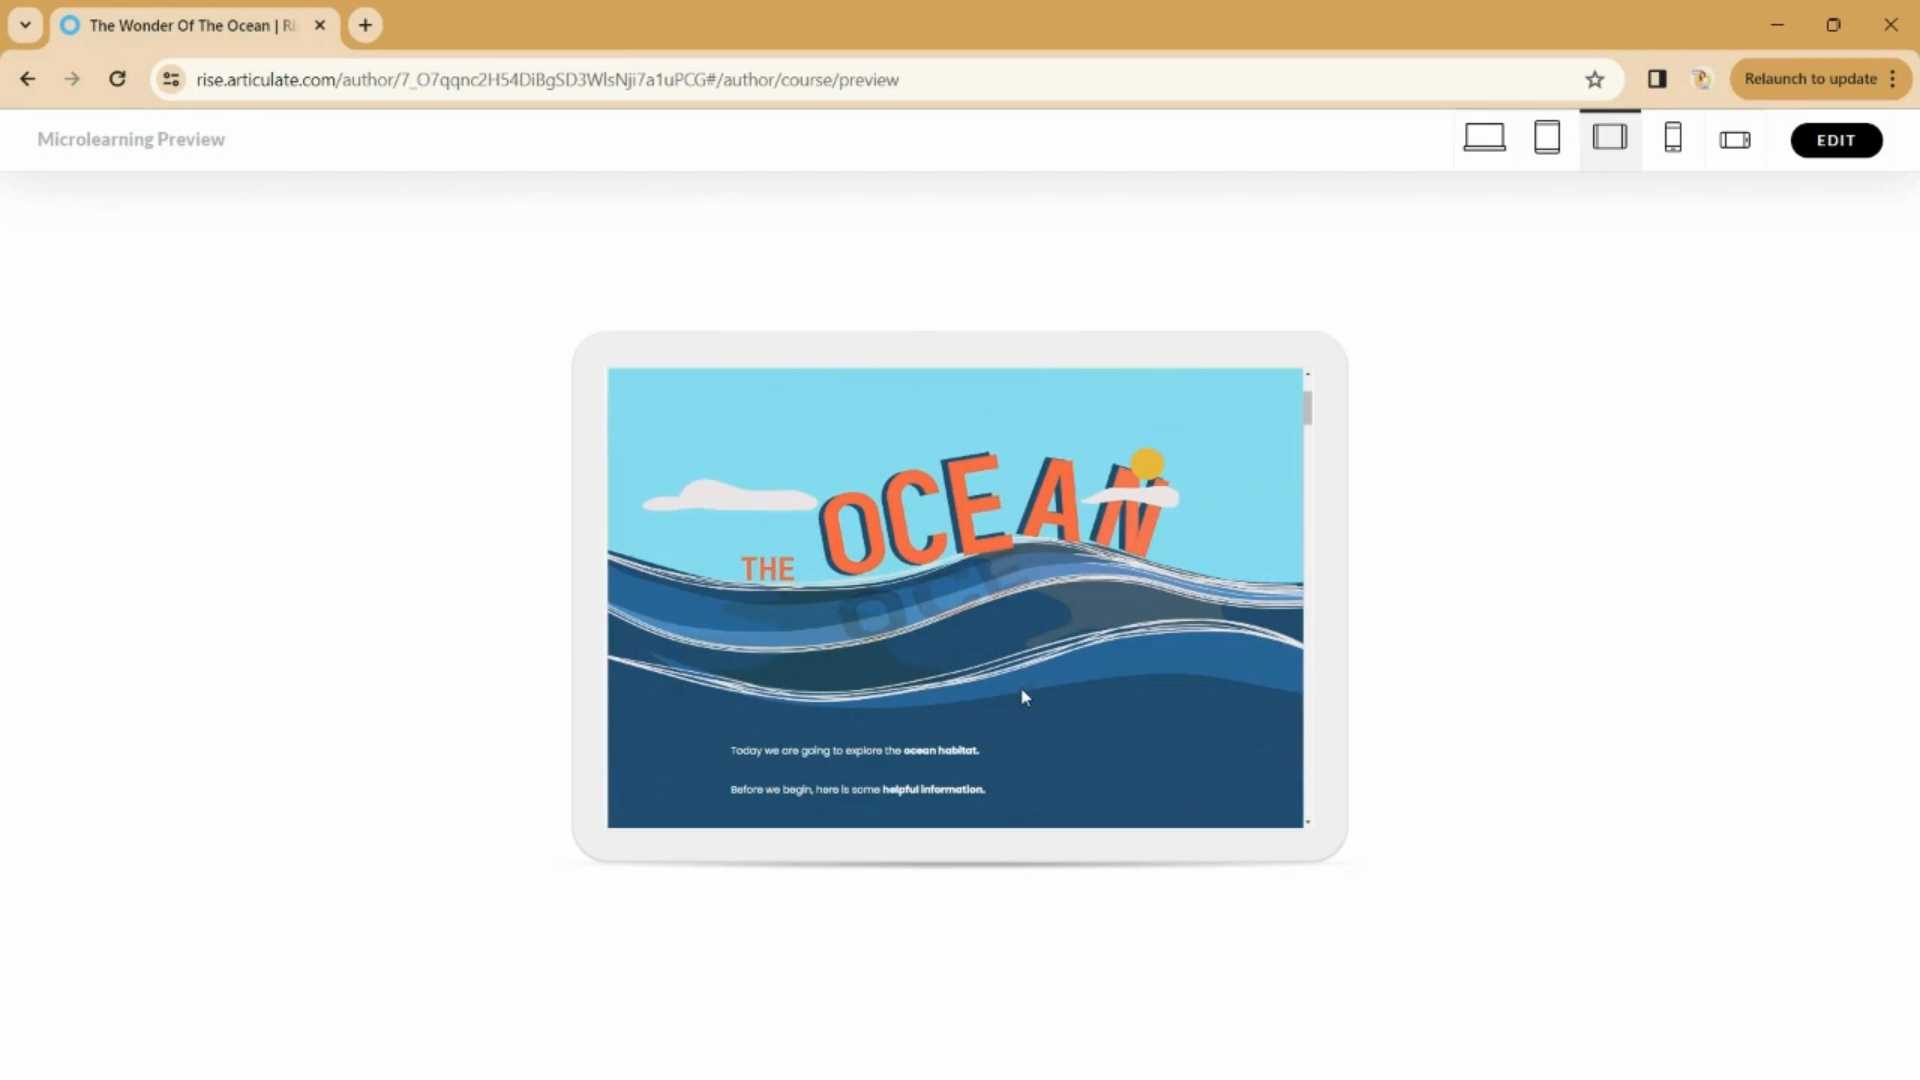 The Wonder Of The Ocean | Ri
rise.articulate.com/author/7_O7qqnc2H54DiBgSD3WlsNji7a1uPCG#/author/course/preview
Relaunch to update
Microlearning Preview
EDIT
THE OCEAN
OCE
Today we are going to explore the ocean habitat.
Before we begin, here is some helpful information.